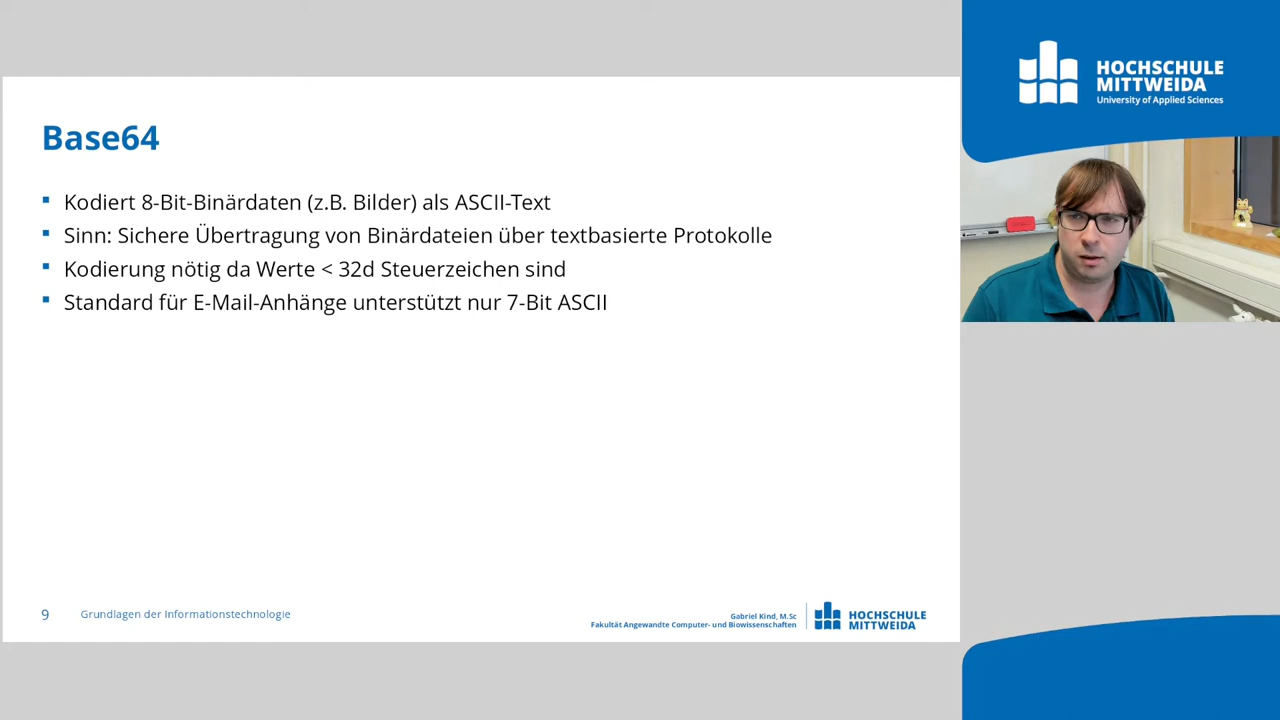 Base64
Kodiert 8-Bit-Binärdaten (z.B. Bilder) als ASCII-Text
Sinn: Sichere Übertragung von Binärdateien über textbasierte Protokolle
Kodierung nötig da Werte < 32d Steuerzeichen sind
Standard für E-Mail-Anhänge unterstützt nur 7-Bit ASCII
9
Grundlagen der Informationstechnologie
Gabriel Kind, M.Sc
Fakultät Angewandte Computer- und Biowissenschaften
HOCHSCHULE
MITTWEIDA
HOCHSCHULE
MITTWEIDA
University of Applied Sciences